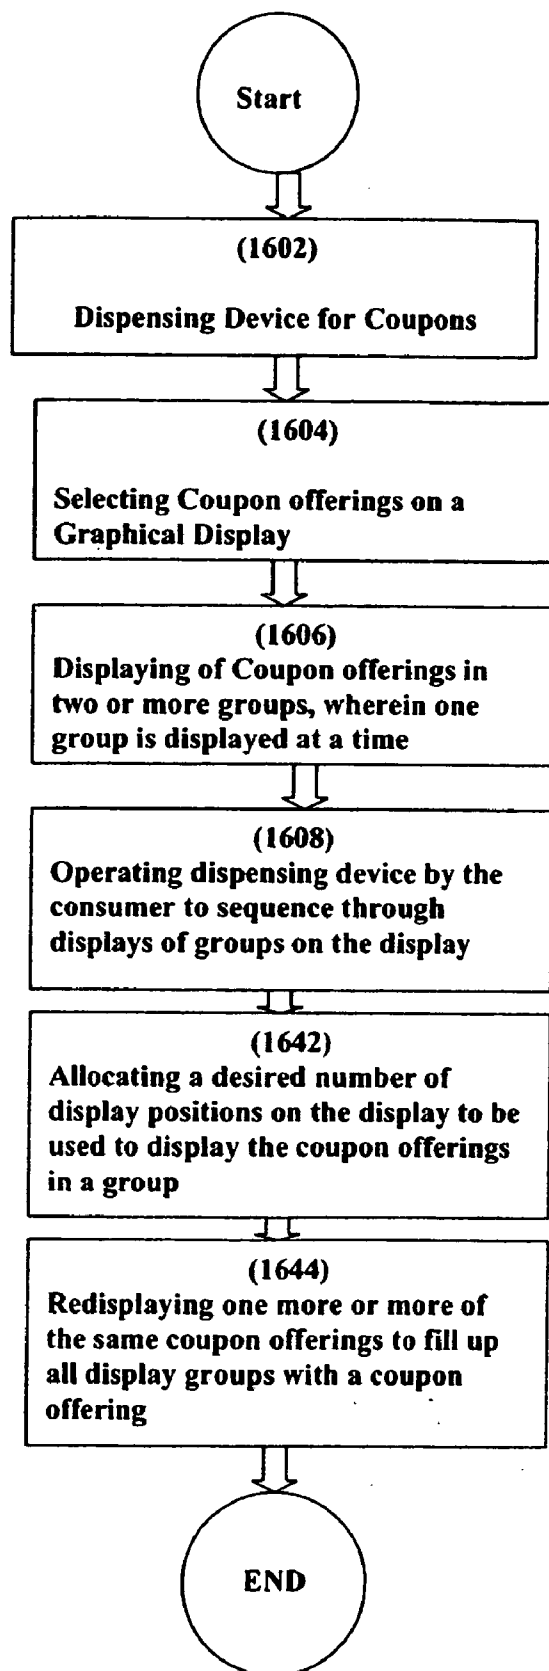 Start
(1602)
Dispensing Device for Coupons
(1604)
Selecting Coupon offerings on a
Graphical Display
(1606)
Displaying of Coupon offerings in
two or more groups, wherein one
group is displayed at a time
(1608)
Operating dispensing device by the
consumer to sequence through
displays of groups on the display
(1642)
Allocating a desired number of
display positions on the display to be
used to display the coupon offerings
in a group
(1644)
Redisplaying one more or more of
the same coupon offerings to fill up
all display groups with a coupon
offering
END